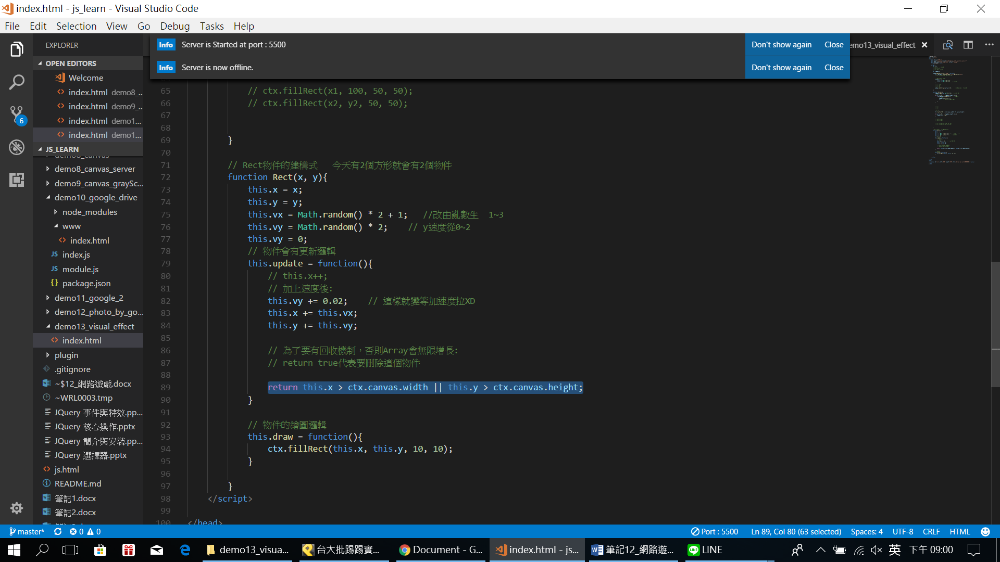 index.html - js_learn - Visual Studio Code
File Edit Selection View Go Debug Tasks Help
EXPLORER
Info Server is Started at port : 5500 Don't show again Close
emo13_visual_effect
Info Server is now offline. Don't show again Close
OPEN EDITORS
Welcome
index.html demo8_...
index.html demo9_...
index.html demo1...
index.html demo1...
6
JS_LEARN
demo8_canvas_server
demo9_canvas_graySc...
demo10_google_drive
node_modules
www
index.html
JS index.js
JS module.js
{} package.json
demo11_google_2
demo12_photo_by_go...
demo13_visual_effect
index.html
plugin
.gitignore
~$12_網路遊戲.docx
~WRL0003.tmp
JQuery 事件與特效.pp...
JQuery 核心操作.pptx
JQuery 簡介與安裝.pp...
JQuery 選擇器.pptx
js.html
README.md
筆記1.docx
筆記2.docx
65 // ctx.fillRect(x1, 100, 50, 50);
66 // ctx.fillRect(x2, y2, 50, 50);
67
68
69 }
70
71 // Rect物件的建構式 今天有2個方形就會有2個物件
72 function Rect(x, y){
73 this.x = x;
74 this.y = y;
75 this.vx = Math.random() * 2 + 1; //改由亂數生 1~3
76 this.vy = Math.random() * 2; // y速度從0~2
77 this.vy = 0;
78 // 物件會有更新邏輯
79 this.update = function(){
80 // this.x++;
81 // 加上速度後:
82 this.vy += 0.02; // 這樣就變等加速度拉XD
83 this.x += this.vx;
84 this.y += this.vy;
85
86 // 為了要有回收機制，否則Array會無限增長:
87 // return true代表要刪除這個物件
88
89 return this.x > ctx.canvas.width || this.y > ctx.canvas.height;
90 }
91
92 // 物件的繪圖邏輯
93 this.draw = function(){
94 ctx.fillRect(this.x, this.y, 10, 10);
95 }
96
97 }
98 </script>
99
100 </head>
master* 0 0 Port : 5500 Ln 89, Col 80 (63 selected) Spaces: 4 UTF-8 CRLF HTML
demo13_visua... 台大批踢踢實... Document - G... index.html - js... 筆記12_網路遊... LINE 英 下午 09:00